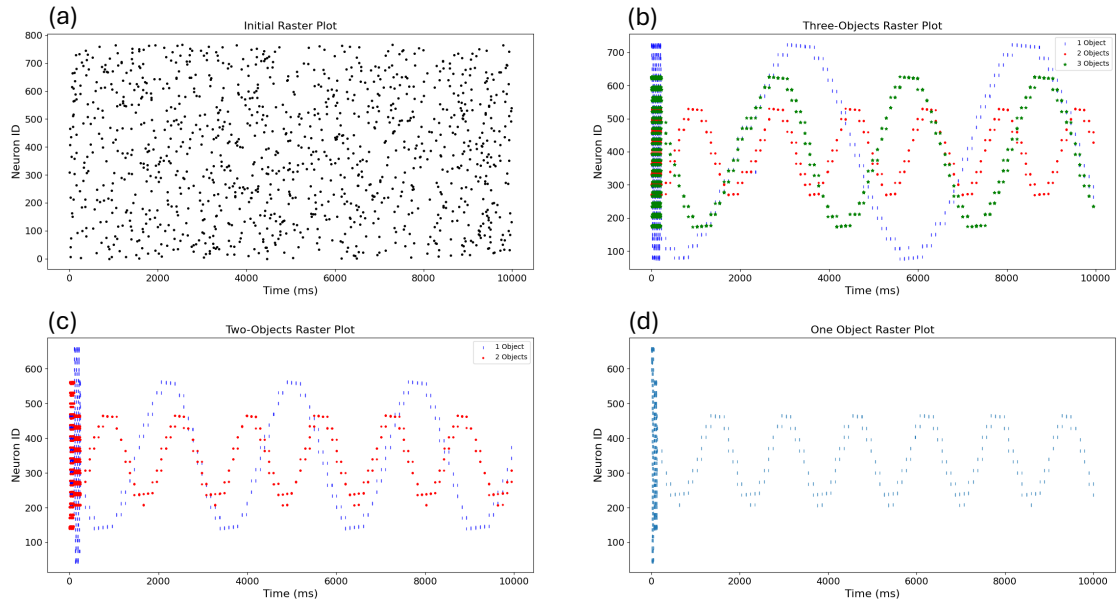 (a)
Initial Raster Plot
Neuron ID
800
700
600
500
400
300
200
100
0
0 2000 4000 6000 8000 10000
Time (ms)
(b)
Three-Objects Raster Plot
Neuron ID
700
600
500
400
300
200
100
1 Object
2 Objects
3 Objects
0 2000 4000 6000 8000 10000
Time (ms)
(c)
Two-Objects Raster Plot
Neuron ID
600
500
400
300
200
100
1 Object
2 Objects
0 2000 4000 6000 8000 10000
Time (ms)
(d)
One Object Raster Plot
Neuron ID
600
500
400
300
200
100
0 2000 4000 6000 8000 10000
Time (ms)